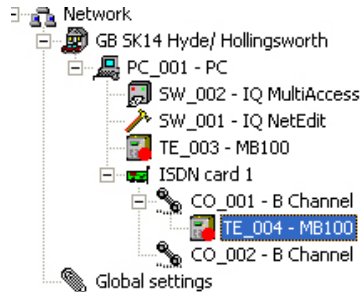 Network
GB SK14 Hyde/ Hollingsworth
PC_001 - PC
SW_002 - IQ MultiAccess
SW_001 - IQ NetEdit
TE_003 - MB100
ISDN card 1
CO_001 - B Channel
TE_004 - MB100
CO_002 - B Channel
Global settings